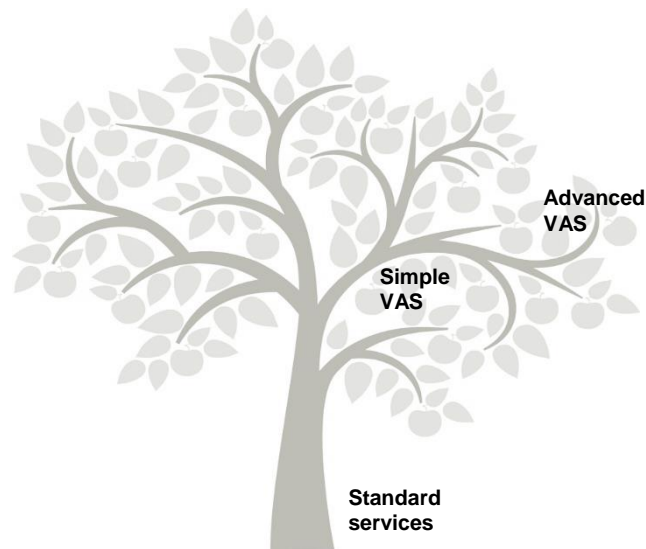 Advanced
VAS
Simple
VAS
Standard
services